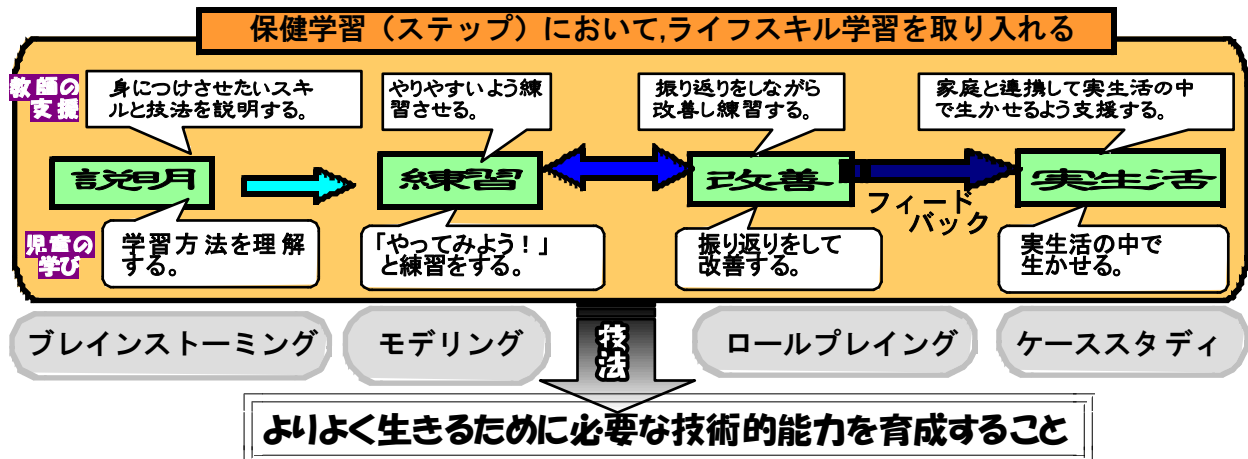 保健学習（ステップ）において,ライフスキル学習を取り入れる
教師の
支援
身につけさせたいスキ
ルと技法を説明する。
やりやすいよう練
習させる。
振り返りをしながら
改善し練習する。
家庭と連携して実生活の中
で生かせるよう支援する。
説明
練習
改善
実生活
フィード
バック
児童の
学び
学習方法を理解
する。
「やってみよう！」
と練習をする。
振り返りをして
改善する。
実生活の中で
生かせる。
ブレインストーミング
モデリング
技法
ロールプレイング
ケーススタディ
よりよく生きるために必要な技術的能力を育成すること